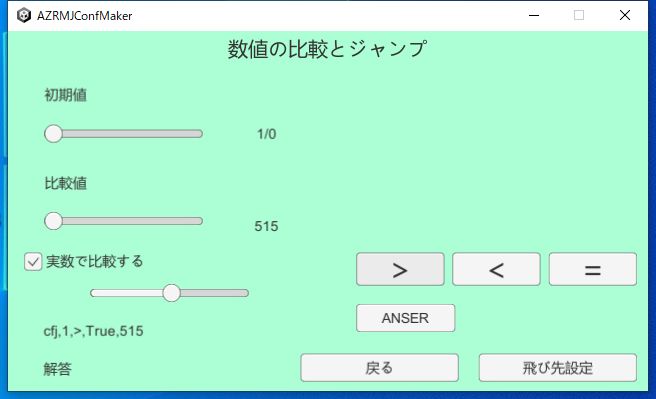 AZRMJConfMaker
数値の比較とジャンプ
初期値
1/0
比較値
515
実数で比較する
> < =
ANSER
cfj,1,>,True,515
解答
戻る
飛び先設定